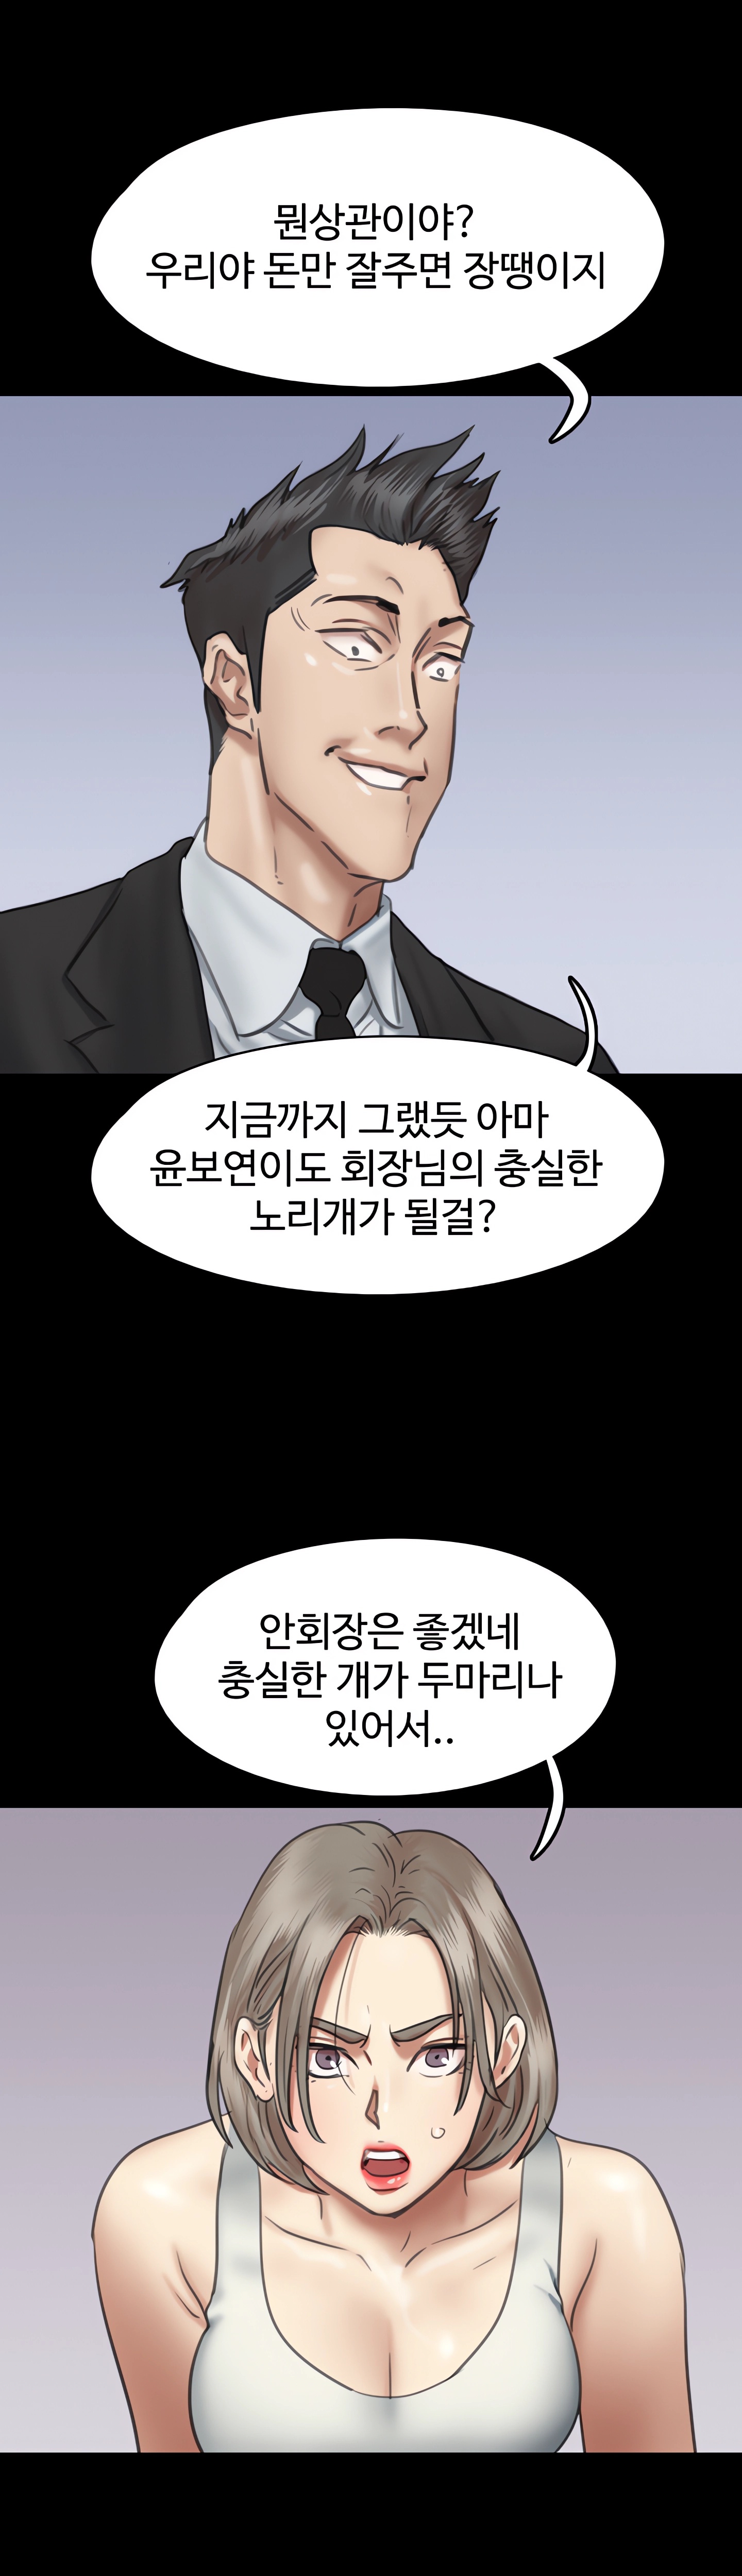 뭔상관이야?
우리야 돈만 잘주면 장땡이지
지금까지 그랬듯 아마
윤보연이도 회장님의 충실한
노리개가 될걸?
안회장은 좋겠네
충실한 개가 두마리나
있어서..